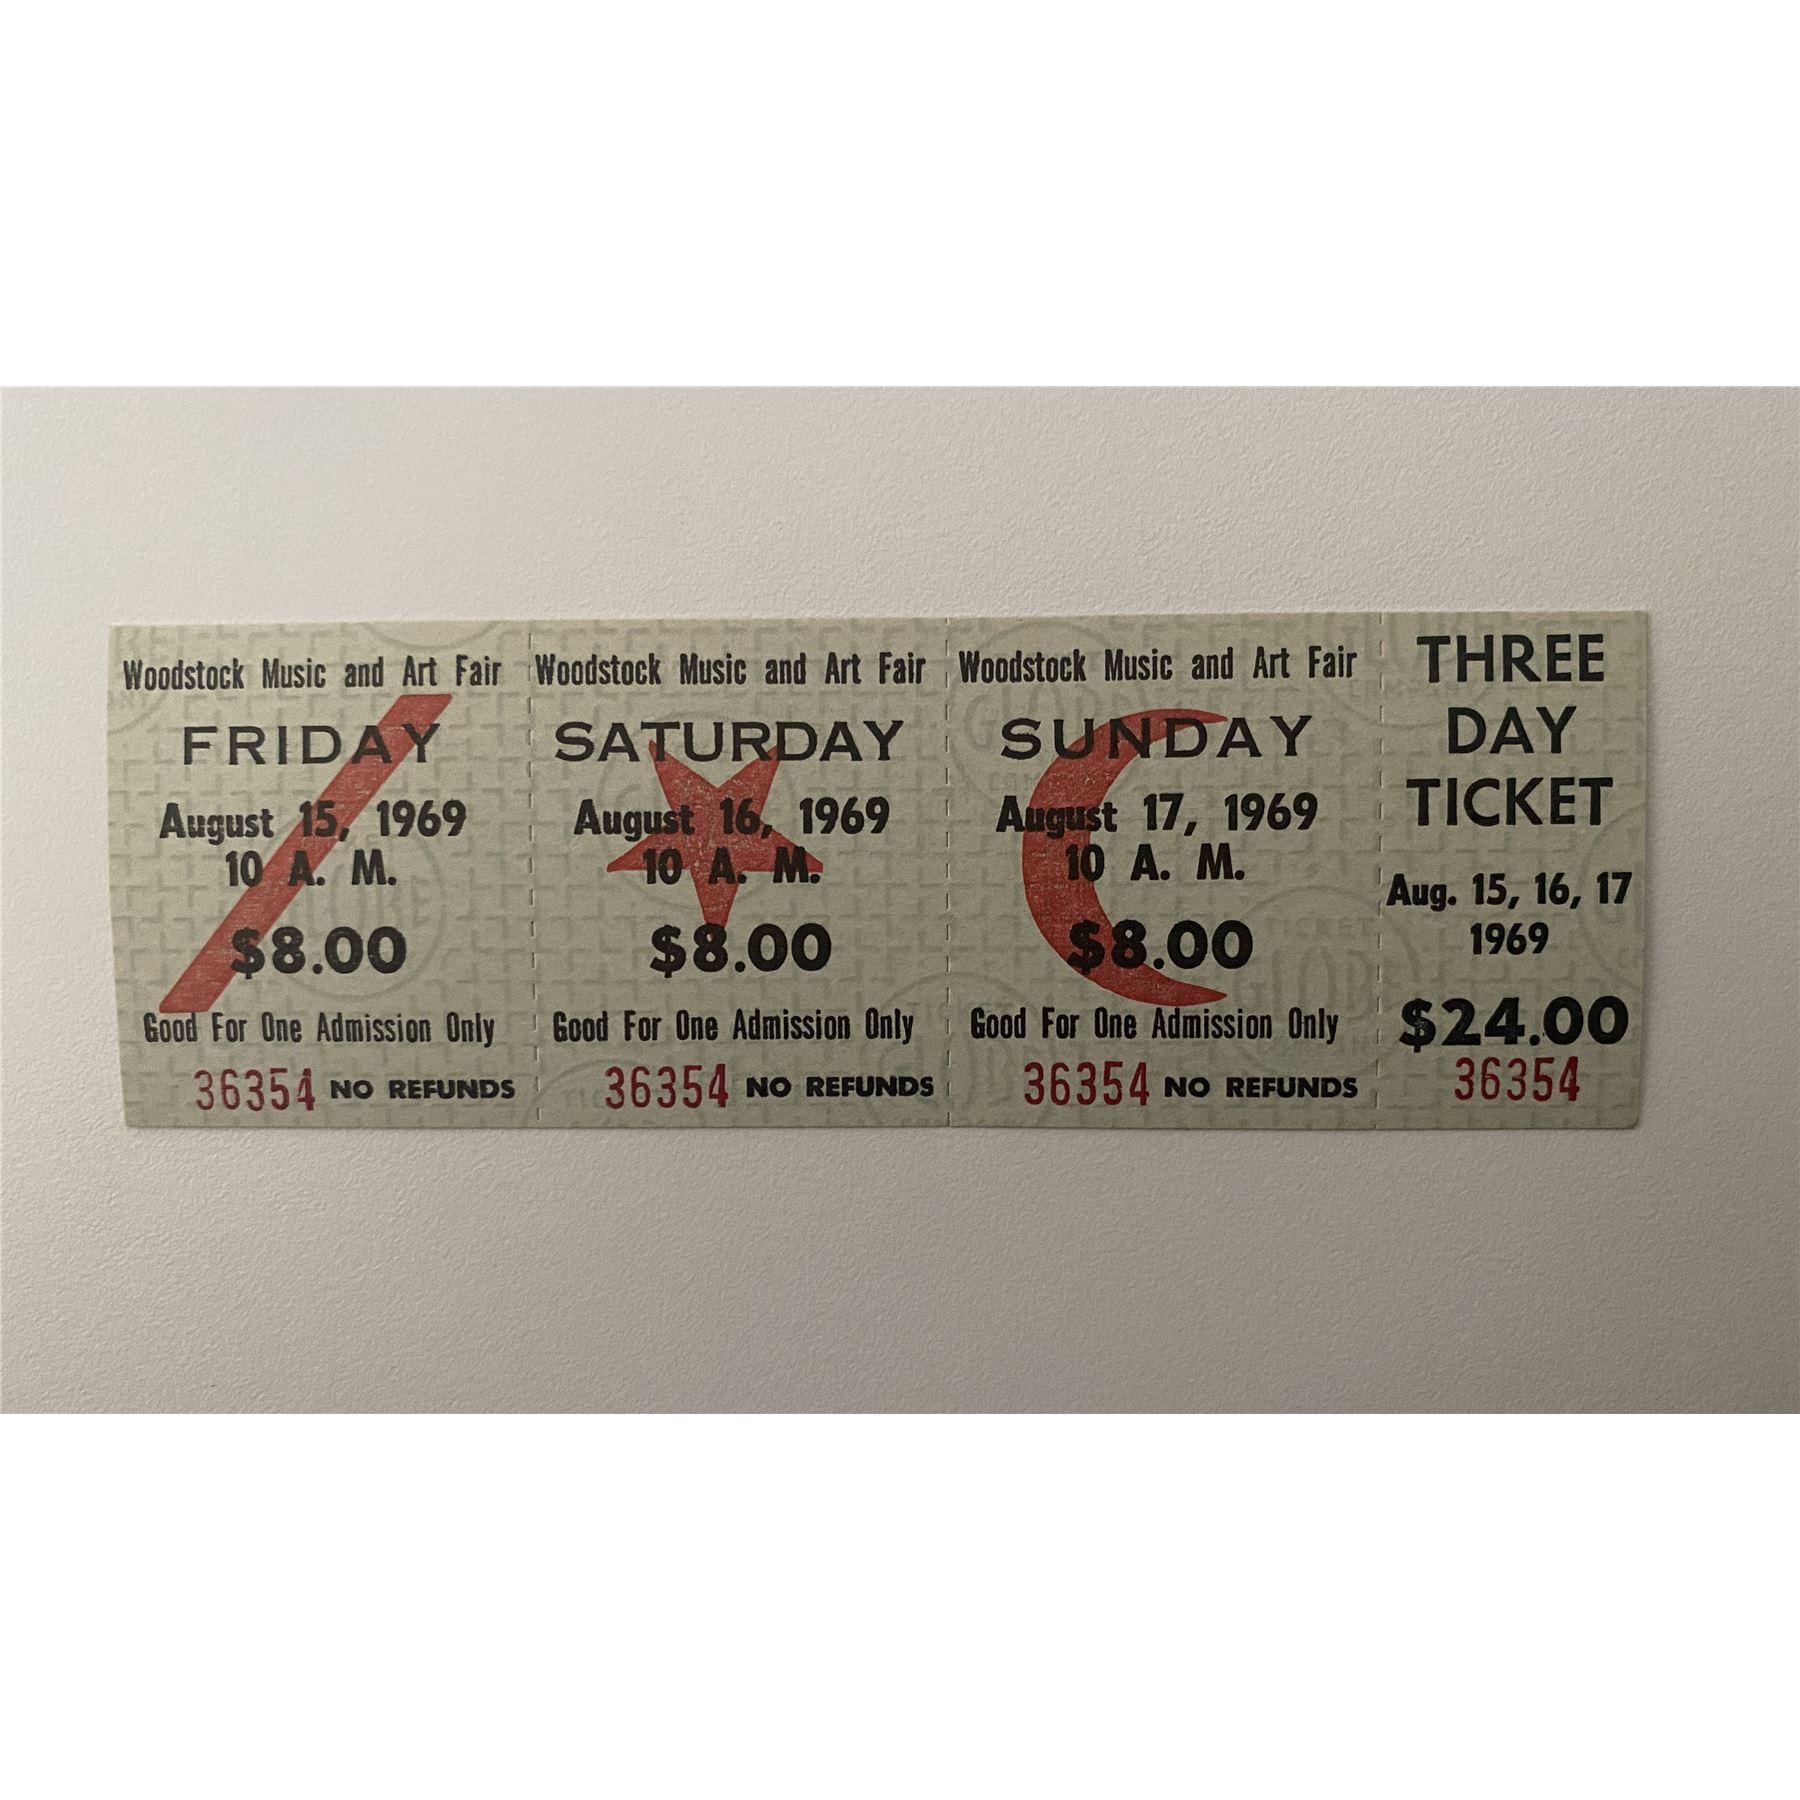 Woodstock Music and Art Fair
FRIDAY
August 15, 1969
10 A. M.
$8.00
Good For One Admission Only
36354 NO REFUNDS
Woodstock Music and Art Fair
SATURDAY
August 16, 1969
10 A. M.
$8.00
Good For One Admission Only
36354 NO REFUNDS
Woodstock Music and Art Fair
SUNDAY
August 17, 1969
10 A. M.
$8.00
Good For One Admission Only
36354 NO REFUNDS
THREE
DAY
TICKET
Aug. 15, 16, 17
1969
$24.00
36354